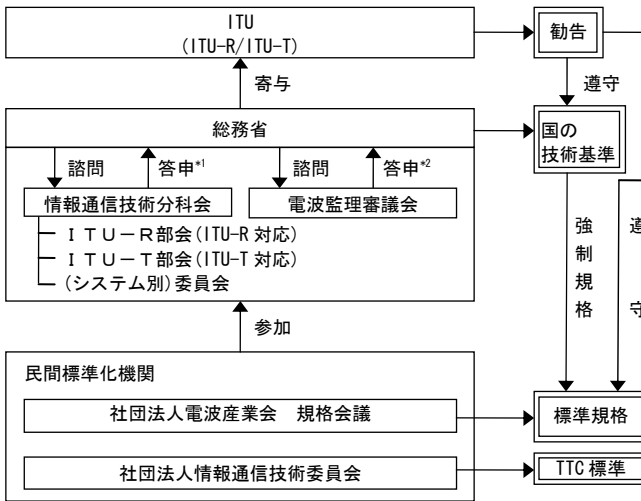 ITU
(ITU-R/ITU-T)
勧告
寄与
遵守
総務省
国の
技術基準
諮問
答申*1
諮問
答申*2
情報通信技術分科会
電波監理審議会
ＩＴＵ－Ｒ部会(ITU-R 対応)
ＩＴＵ－Ｔ部会(ITU-T 対応)
(システム別)委員会
強制規格
遵守
参加
民間標準化機関
社団法人電波産業会　規格会議
標準規格
社団法人情報通信技術委員会
TTC 標準